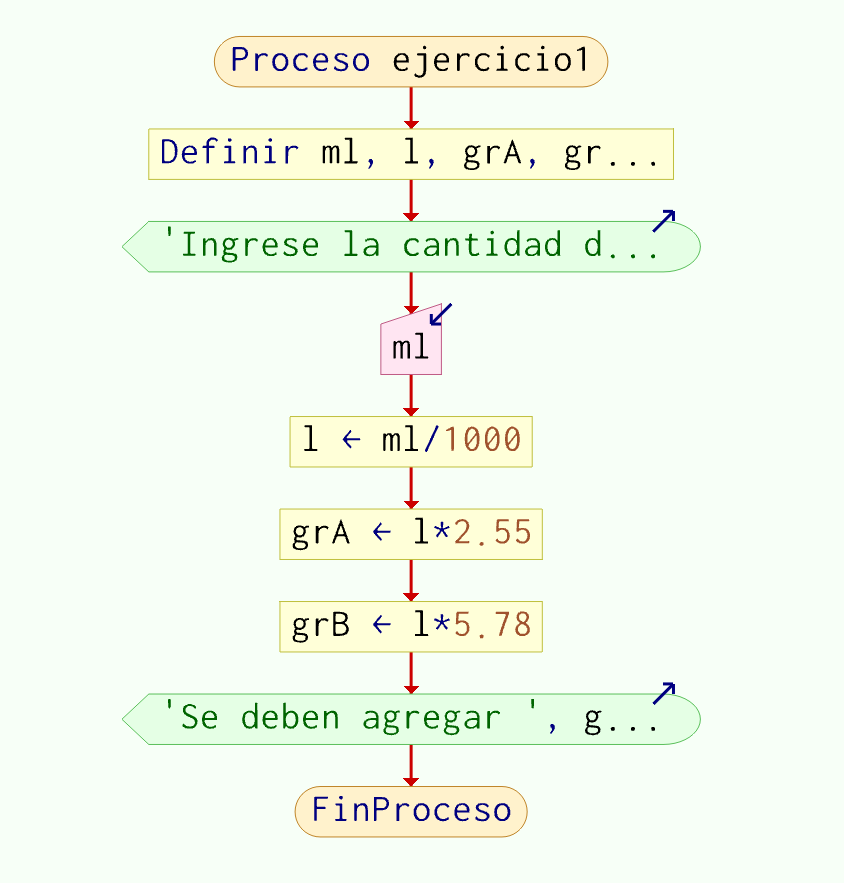 Proceso ejercicio1
Definir ml, l, grA, gr...
'Ingrese la cantidad d...
ml
l ← ml/1000
grA ← l*2.55
grB ← l*5.78
'Se deben agregar ', g...
FinProceso